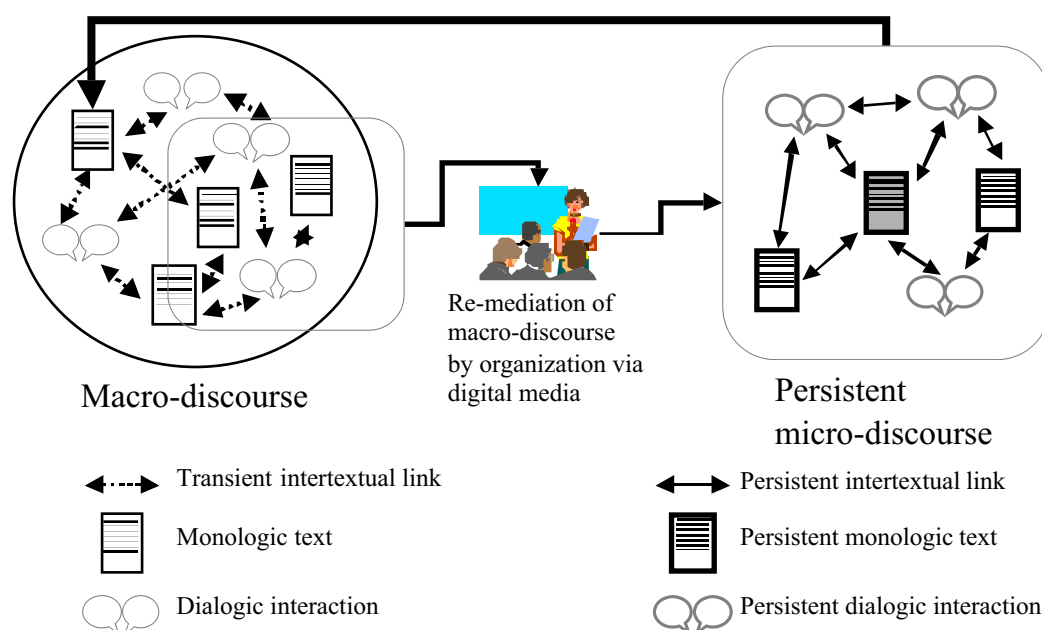 Re-mediation of
macro-discourse
by organization via
digital media
Macro-discourse
Persistent
micro-discourse
Transient intertextual link
Persistent intertextual link
Monologic text
Persistent monologic text
Dialogic interaction
Persistent dialogic interaction